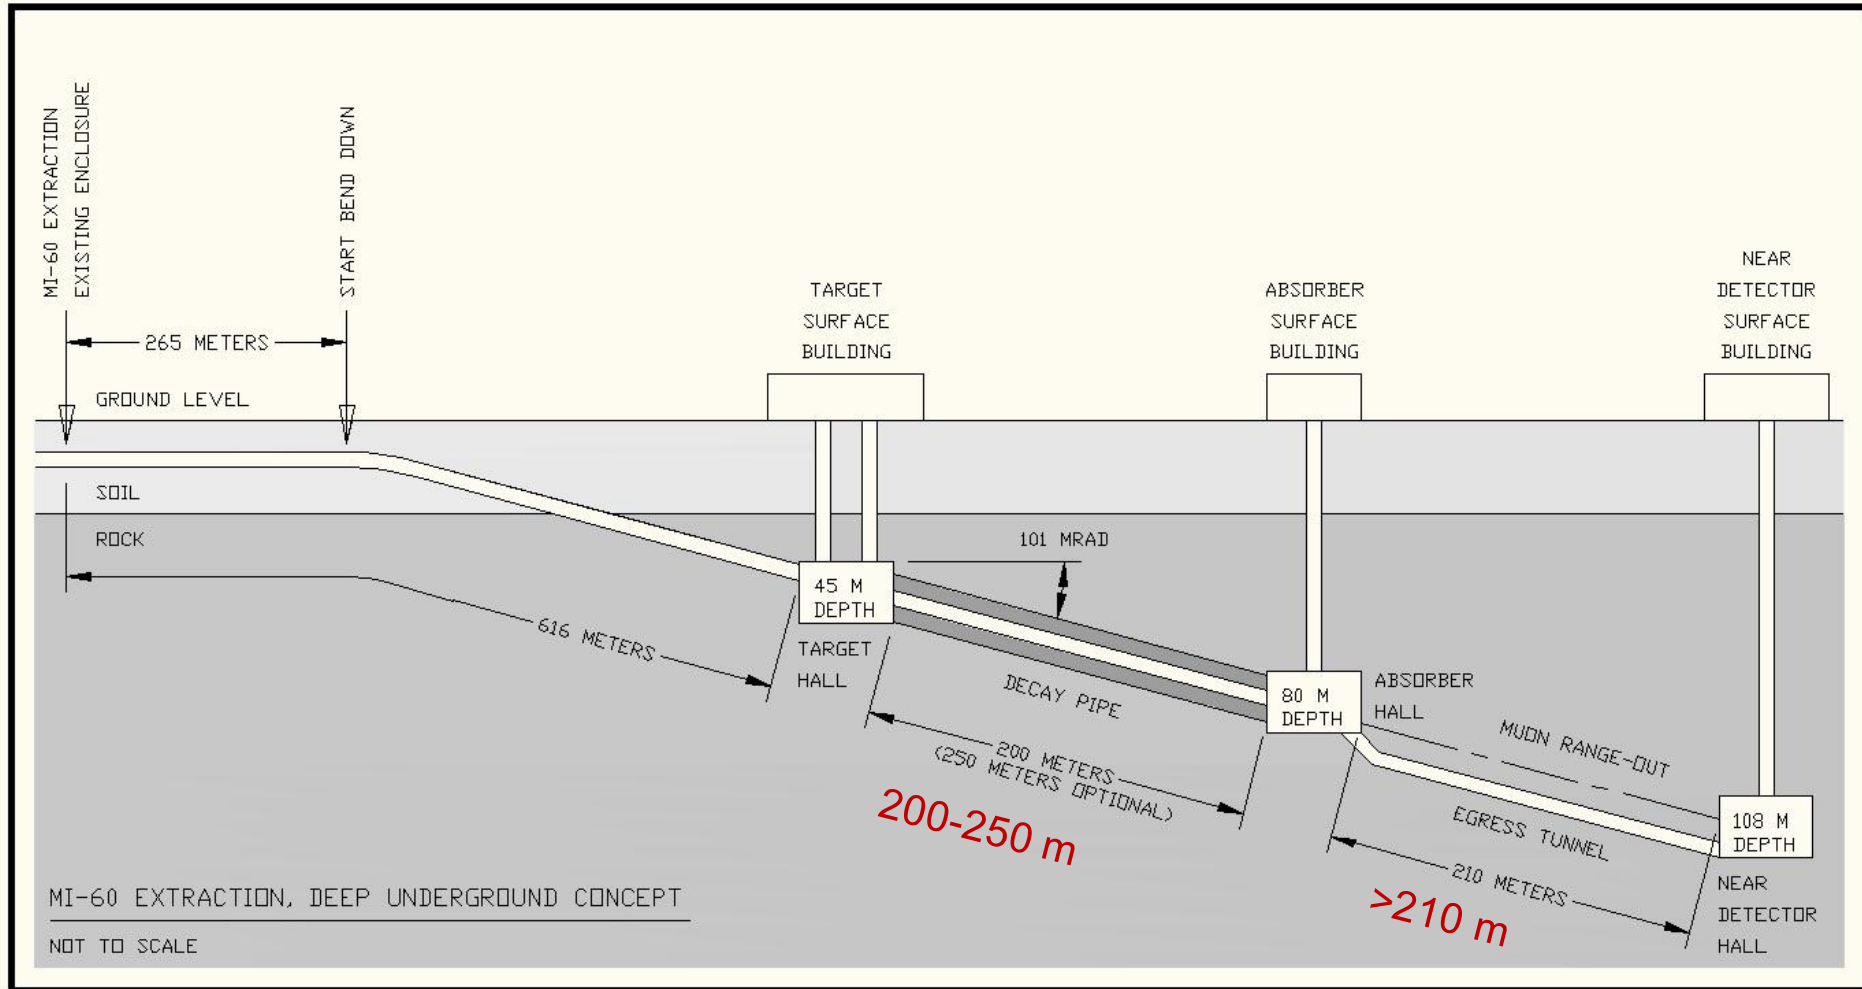 MI-60 EXTRACTION
EXISTING ENCLOSURE
START BEND DOWN
265 METERS
GROUND LEVEL
TARGET
SURFACE
BUILDING
ABSORBER
SURFACE
BUILDING
NEAR
DETECTOR
SURFACE
BUILDING
SOIL
ROCK
616 METERS
45 M
DEPTH
TARGET
HALL
101 MRAD
DECAY PIPE
200 METERS
(250 METERS OPTIONAL)
200-250 m
80 M
DEPTH
ABSORBER
HALL
MUON RANGE-OUT
EGRESS TUNNEL
210 METERS
>210 m
108 M
DEPTH
NEAR
DETECTOR
HALL
MI-60 EXTRACTION, DEEP UNDERGROUND CONCEPT
NOT TO SCALE